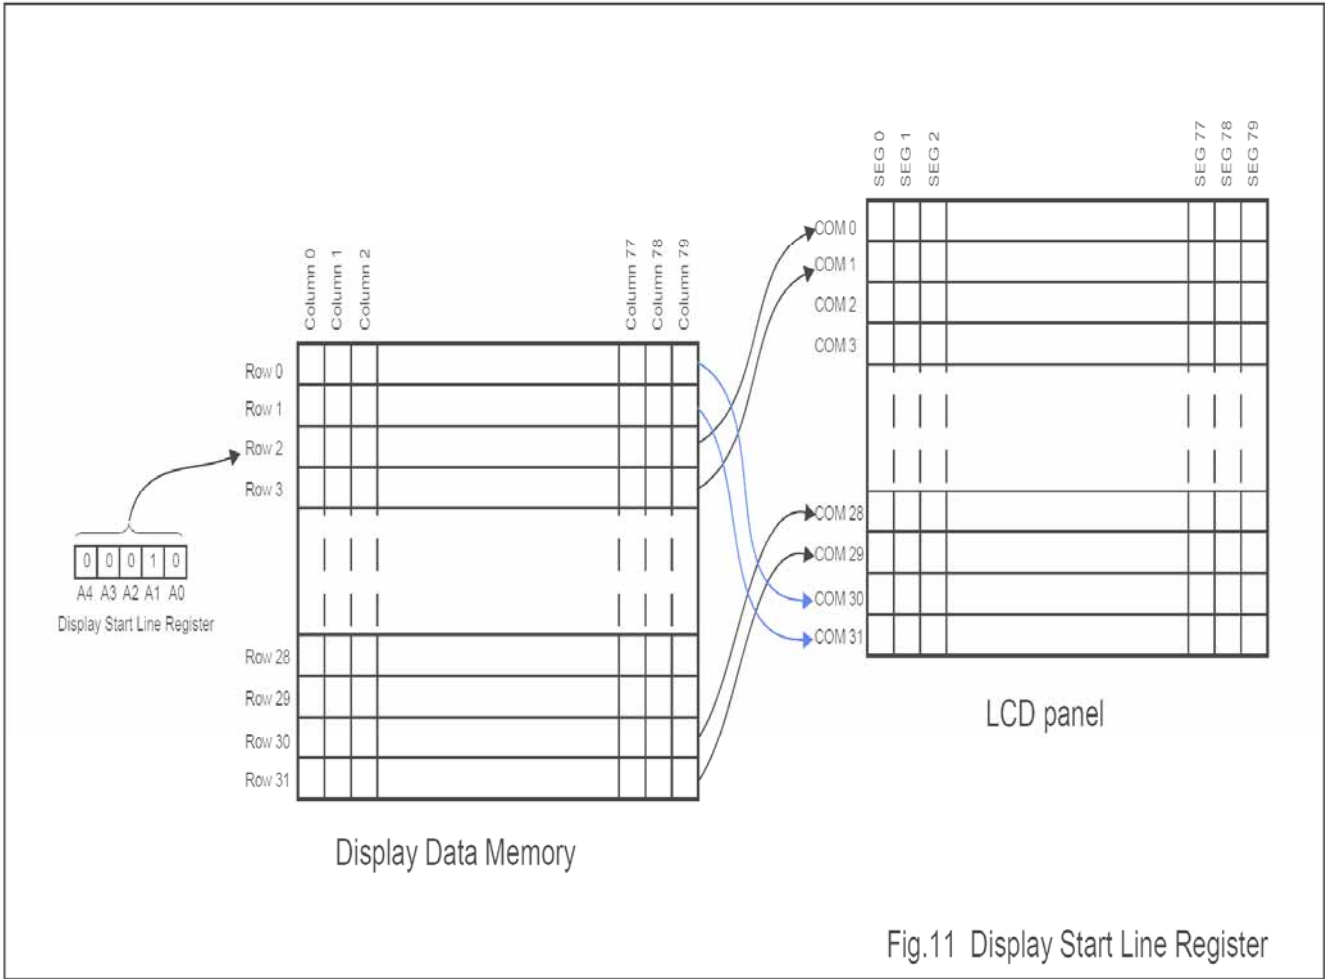 SEG 0
SEG 1
SEG 2
SEG 77
SEG 78
SEG 79
COM 0
COM 1
COM 2
COM 3
COM 28
COM 29
COM 30
COM 31
LCD panel
Column 0
Column 1
Column 2
Column 77
Column 78
Column 79
Row 0
Row 1
Row 2
Row 3
Row 28
Row 29
Row 30
Row 31
Display Data Memory
0 0 0 1 0
A4 A3 A2 A1 A0
Display Start Line Register
Fig.11 Display Start Line Register